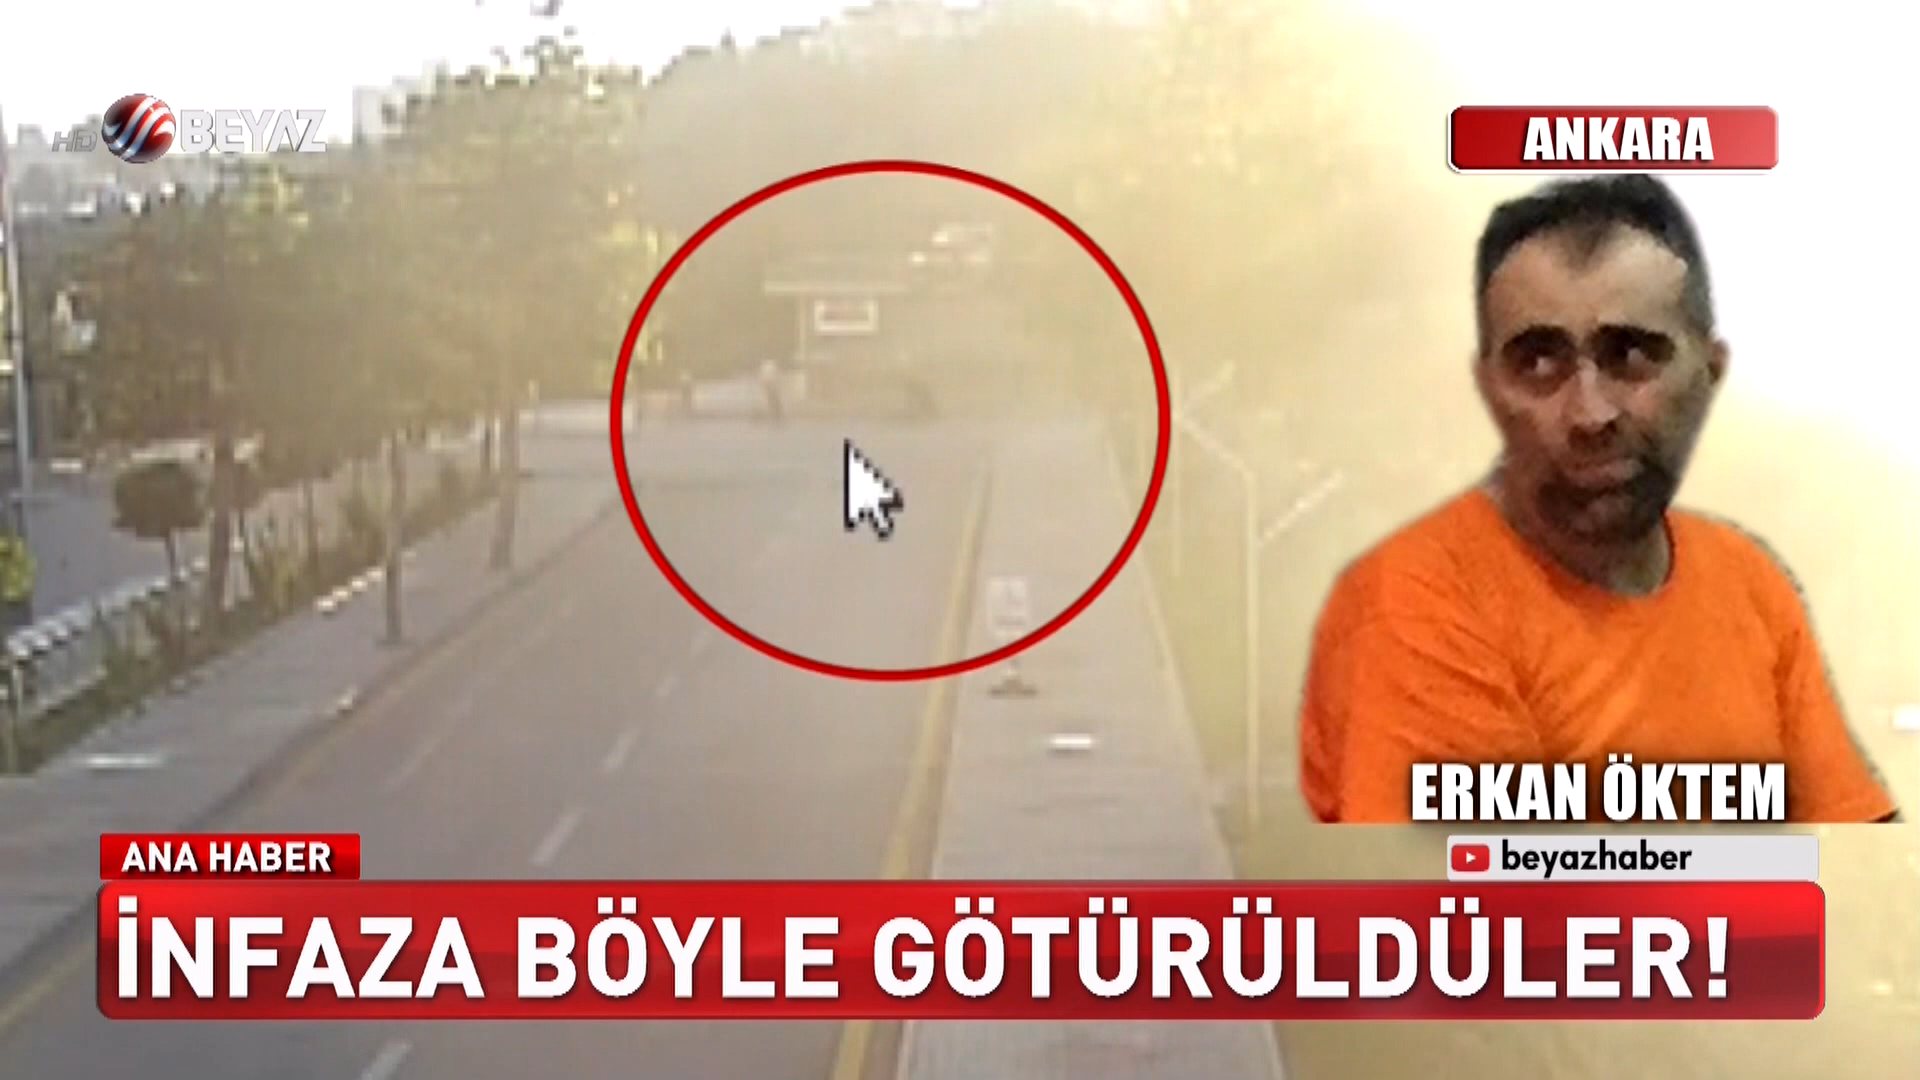 HD BEYAZ
ANKARA
ERKAN ÖKTEM
ANA HABER
beyazhaber
İNFAZA BÖYLE GÖTÜRÜLDÜLER!